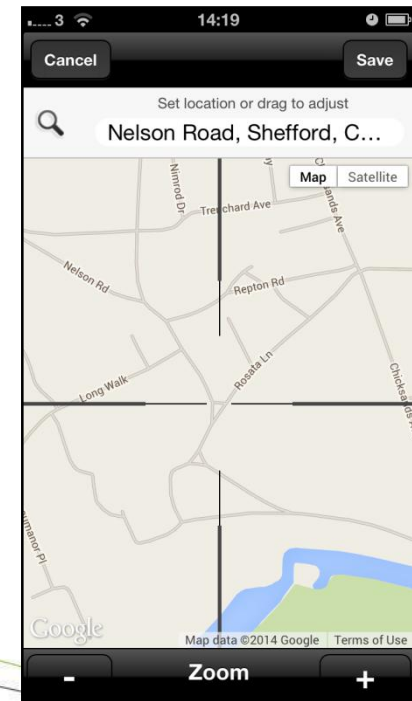 3 14:19
Cancel Save
Set location or drag to adjust
Nelson Road, Shefford, C...
Map Satellite
Nimrod Dr
Trenchard Ave
Nelson Rd
Repton Rd
Rosata Ln
Long Walk
Google
Map data ©2014 Google Terms of Use
- Zoom +